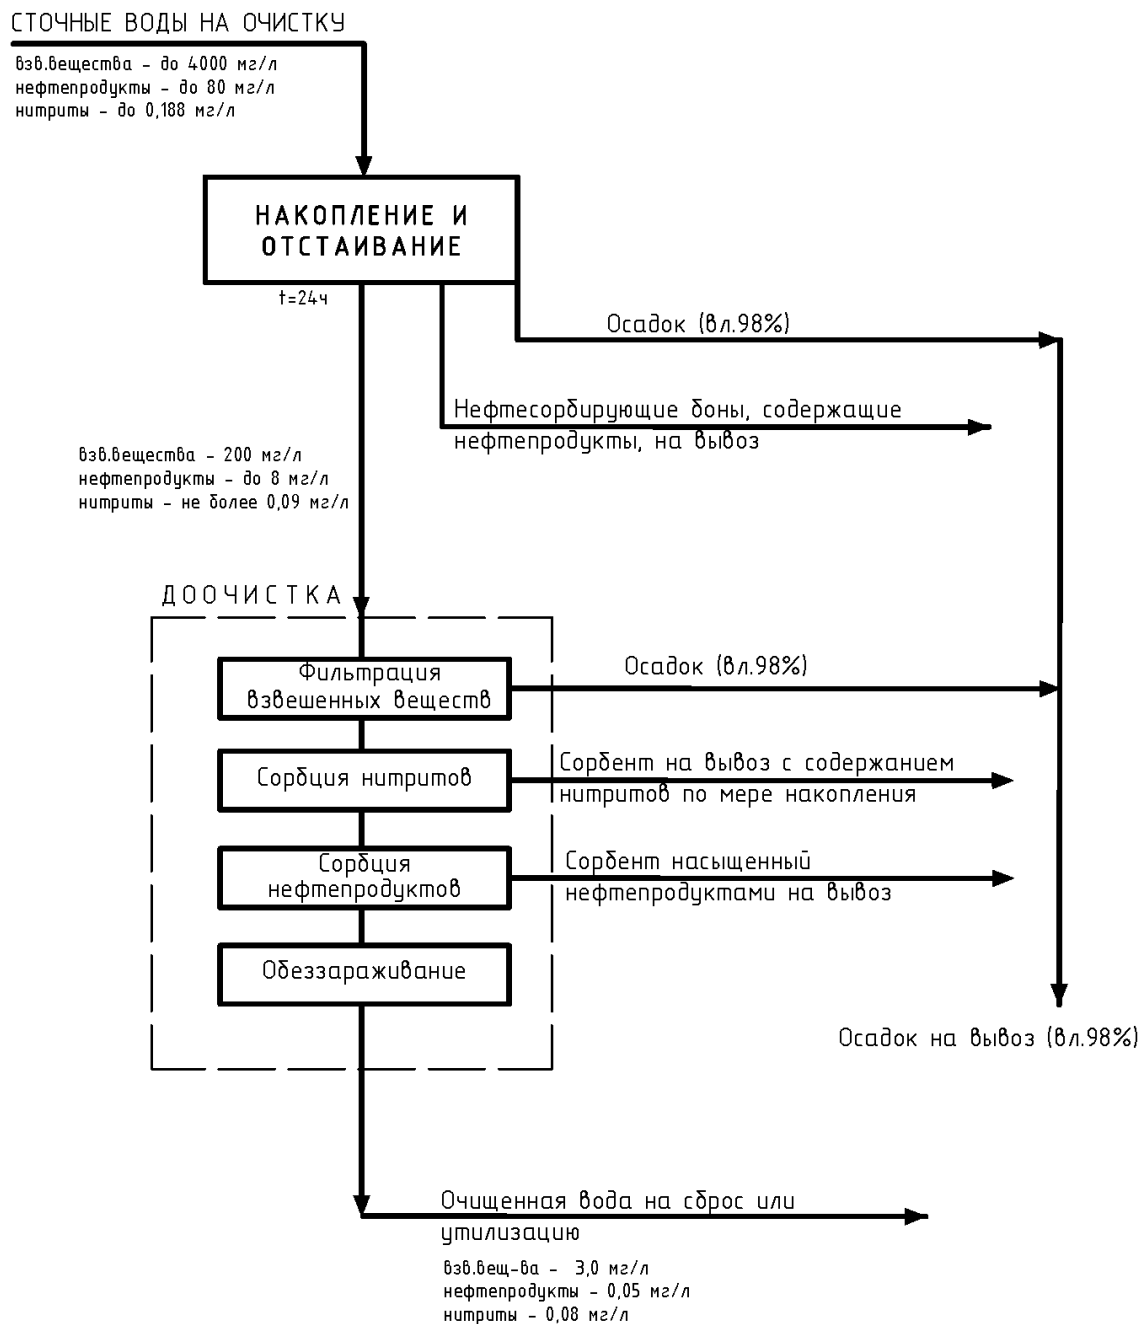 СТОЧНЫЕ ВОДЫ НА ОЧИСТКУ
взв.вещества - до 4000 мг/л
нефтепродукты - до 80 мг/л
нитриты - до 0,188 мг/л
НАКОПЛЕНИЕ И
ОТСТАИВАНИЕ
t=24ч
Осадок (вл.98%)
Нефтесорбирующие боны, содержащие
нефтепродукты, на вывоз
взв.вещества - 200 мг/л
нефтепродукты - до 8 мг/л
нитриты - не более 0,09 мг/л
ДООЧИСТКА
Фильтрация
взвешенных веществ
Осадок (вл.98%)
Сорбция нитритов
Сорбент на вывоз с содержанием
нитритов по мере накопления
Сорбция
нефтепродуктов
Сорбент насыщенный
нефтепродуктами на вывоз
Обеззараживание
Осадок на вывоз (вл.98%)
Очищенная вода на сброс или
утилизацию
взв.вещ-ва - 3,0 мг/л
нефтепродукты - 0,05 мг/л
нитриты - 0,08 мг/л